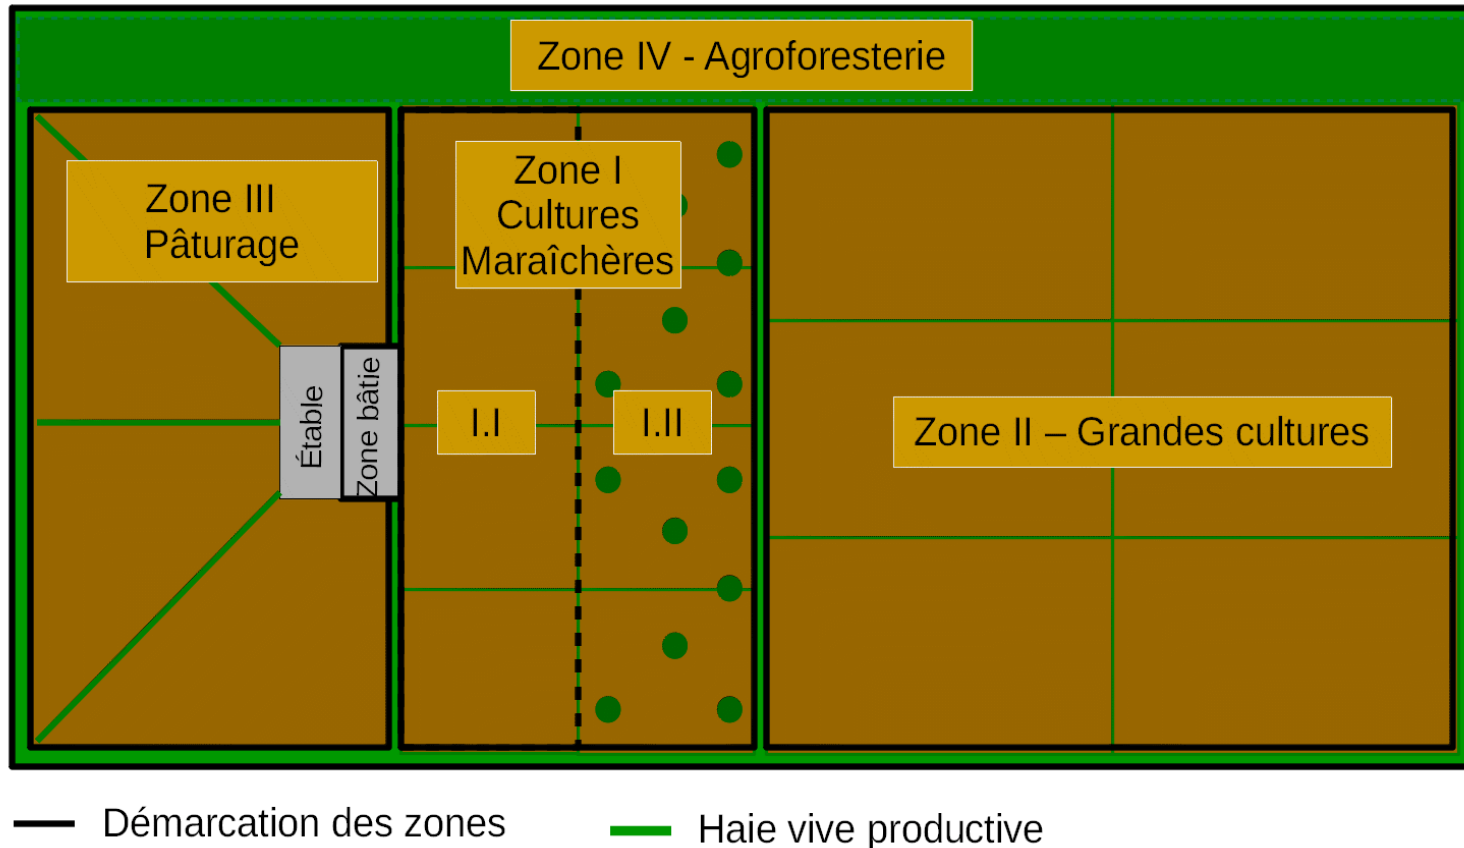 Zone IV - Agroforesterie
Zone III
Pâturage
Zone I
Cultures
Maraîchères
Étable
Zone bâtie
I.I
I.II
Zone II – Grandes cultures
Démarcation des zones
Haie vive productive